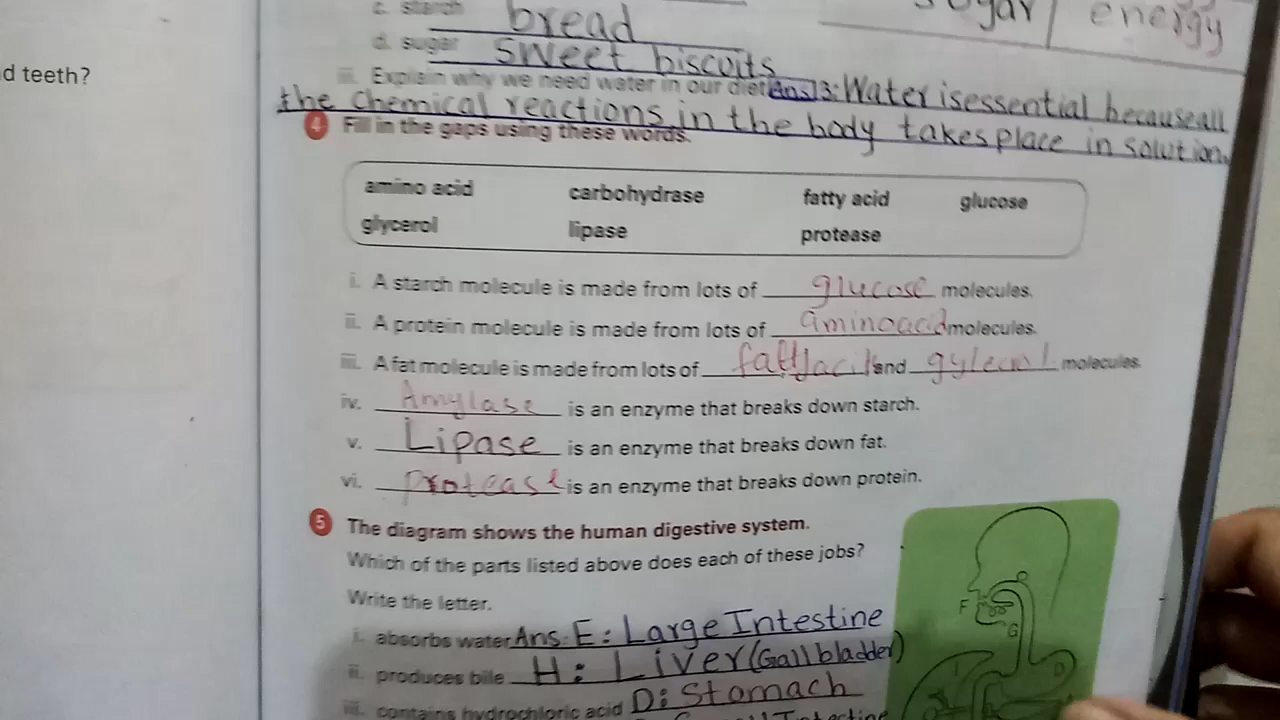 c. starch bread
sugar / energy
d. sugar sweet biscuits
d teeth?
iii. Explain why we need water in our diet Ans 3: Water is essential because all
the chemical reactions in the body takes place in solution.
4 Fill in the gaps using these words.
amino acid carbohydrase fatty acid glucose
glycerol lipase protease
i. A starch molecule is made from lots of glucose molecules.
ii. A protein molecule is made from lots of aminoacid molecules.
iii. A fat molecule is made from lots of and molecules.
iv. Amylase is an enzyme that breaks down starch.
v. Lipase is an enzyme that breaks down fat.
vi. Protease is an enzyme that breaks down protein.
5 The diagram shows the human digestive system.
Which of the parts listed above does each of these jobs?
Write the letter.
F
G
i. absorbs water Ans: E: Large Intestine
ii. produces bile H: Liver (Gall bladder)
I
D
iii. contains hydrochloric acid D: Stomach
Intestine